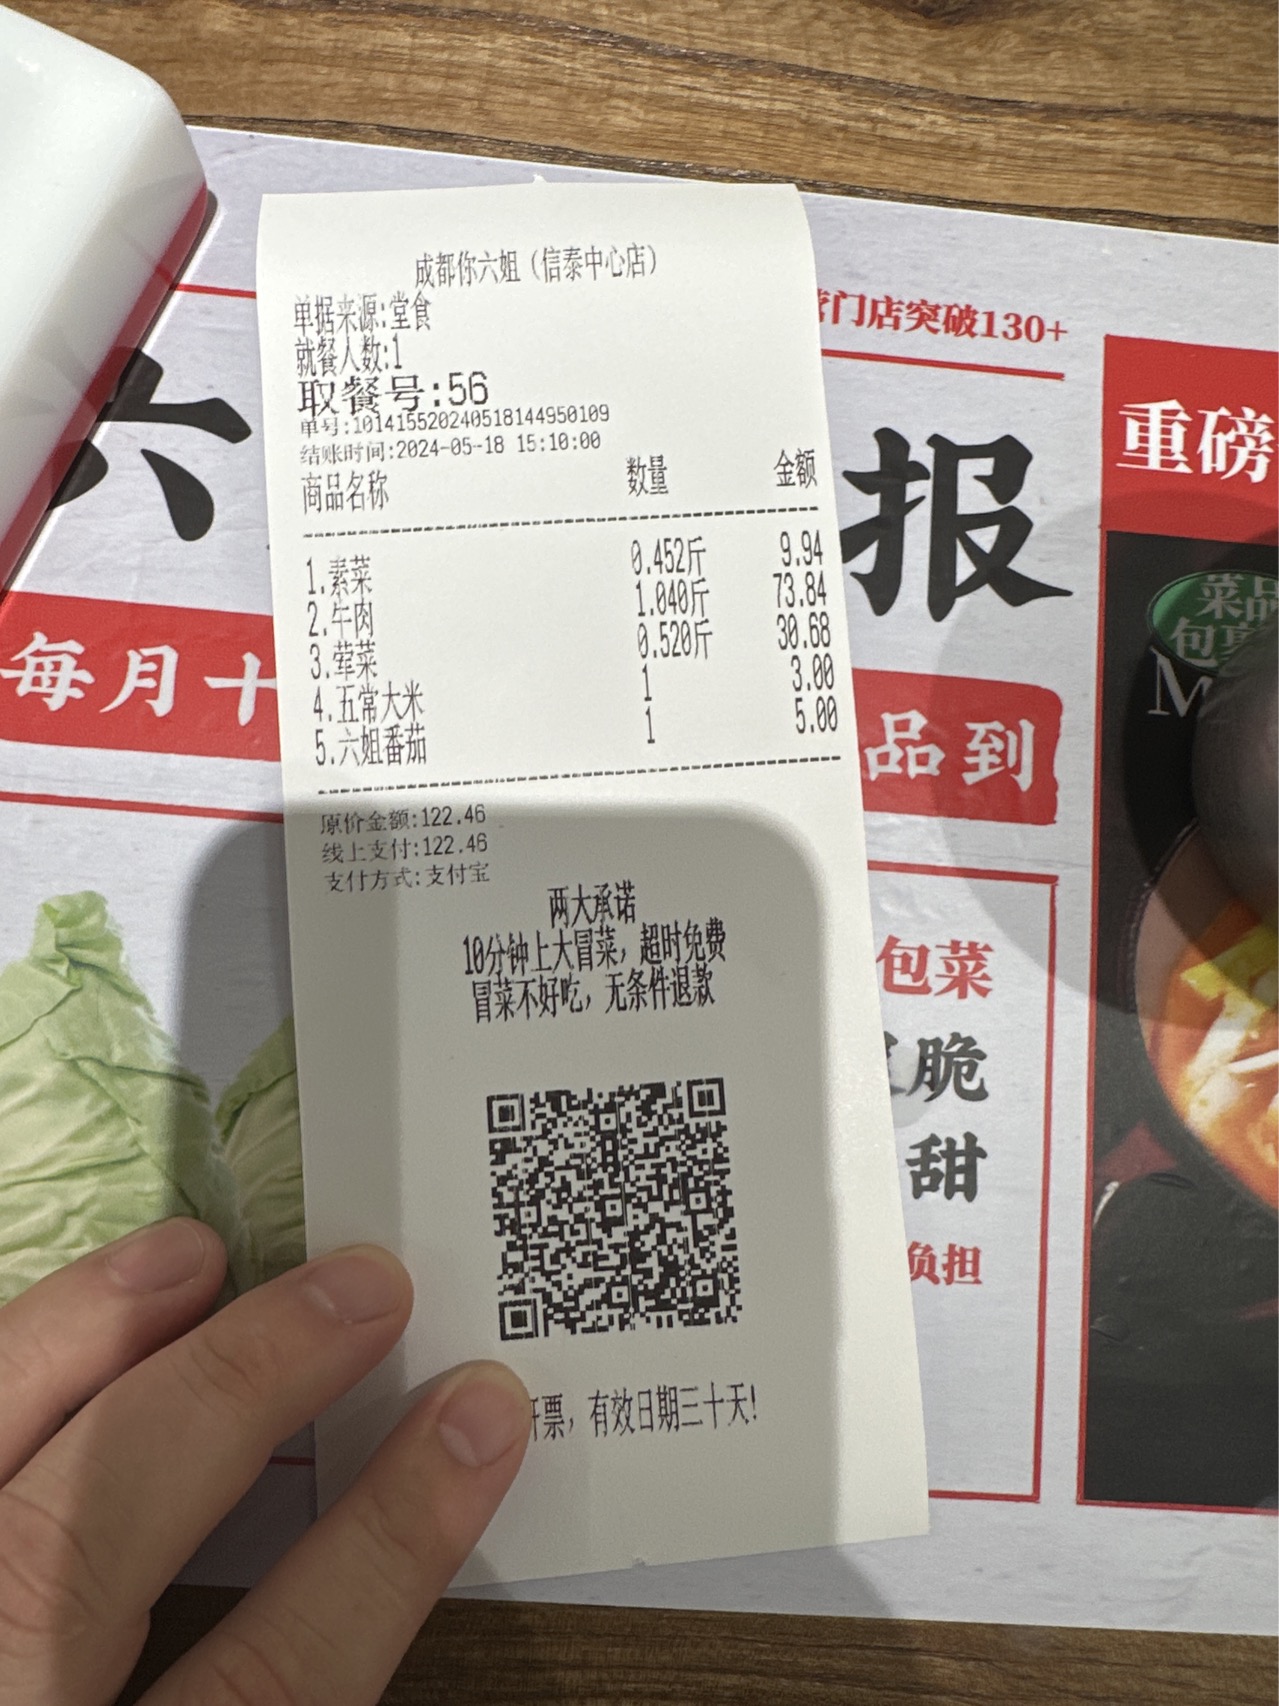 成都你六姐（信泰中心店）
单据来源:堂食
就餐人数:1
取餐号:56
单号:10141552024051814495​0109
结账时间:2024-05-18 15:10:00
商品名称 数量 金额
1.素菜 0.452斤 9.94
2.牛肉 1.040斤 73.84
3.荤菜 0.520斤 30.68
4.五常大米 1 3.00
5.六姐番茄 1 5.00
原价金额:122.46
线上支付:122.46
支付方式:支付宝
两大承诺
10分钟上大冒菜，超时免费
冒菜不好吃，无条件退款
开票，有效日期三十天!
门店突破130+
六 报
每月十
品到
包菜
脆
甜
负担
重磅
菜品
包裹
M